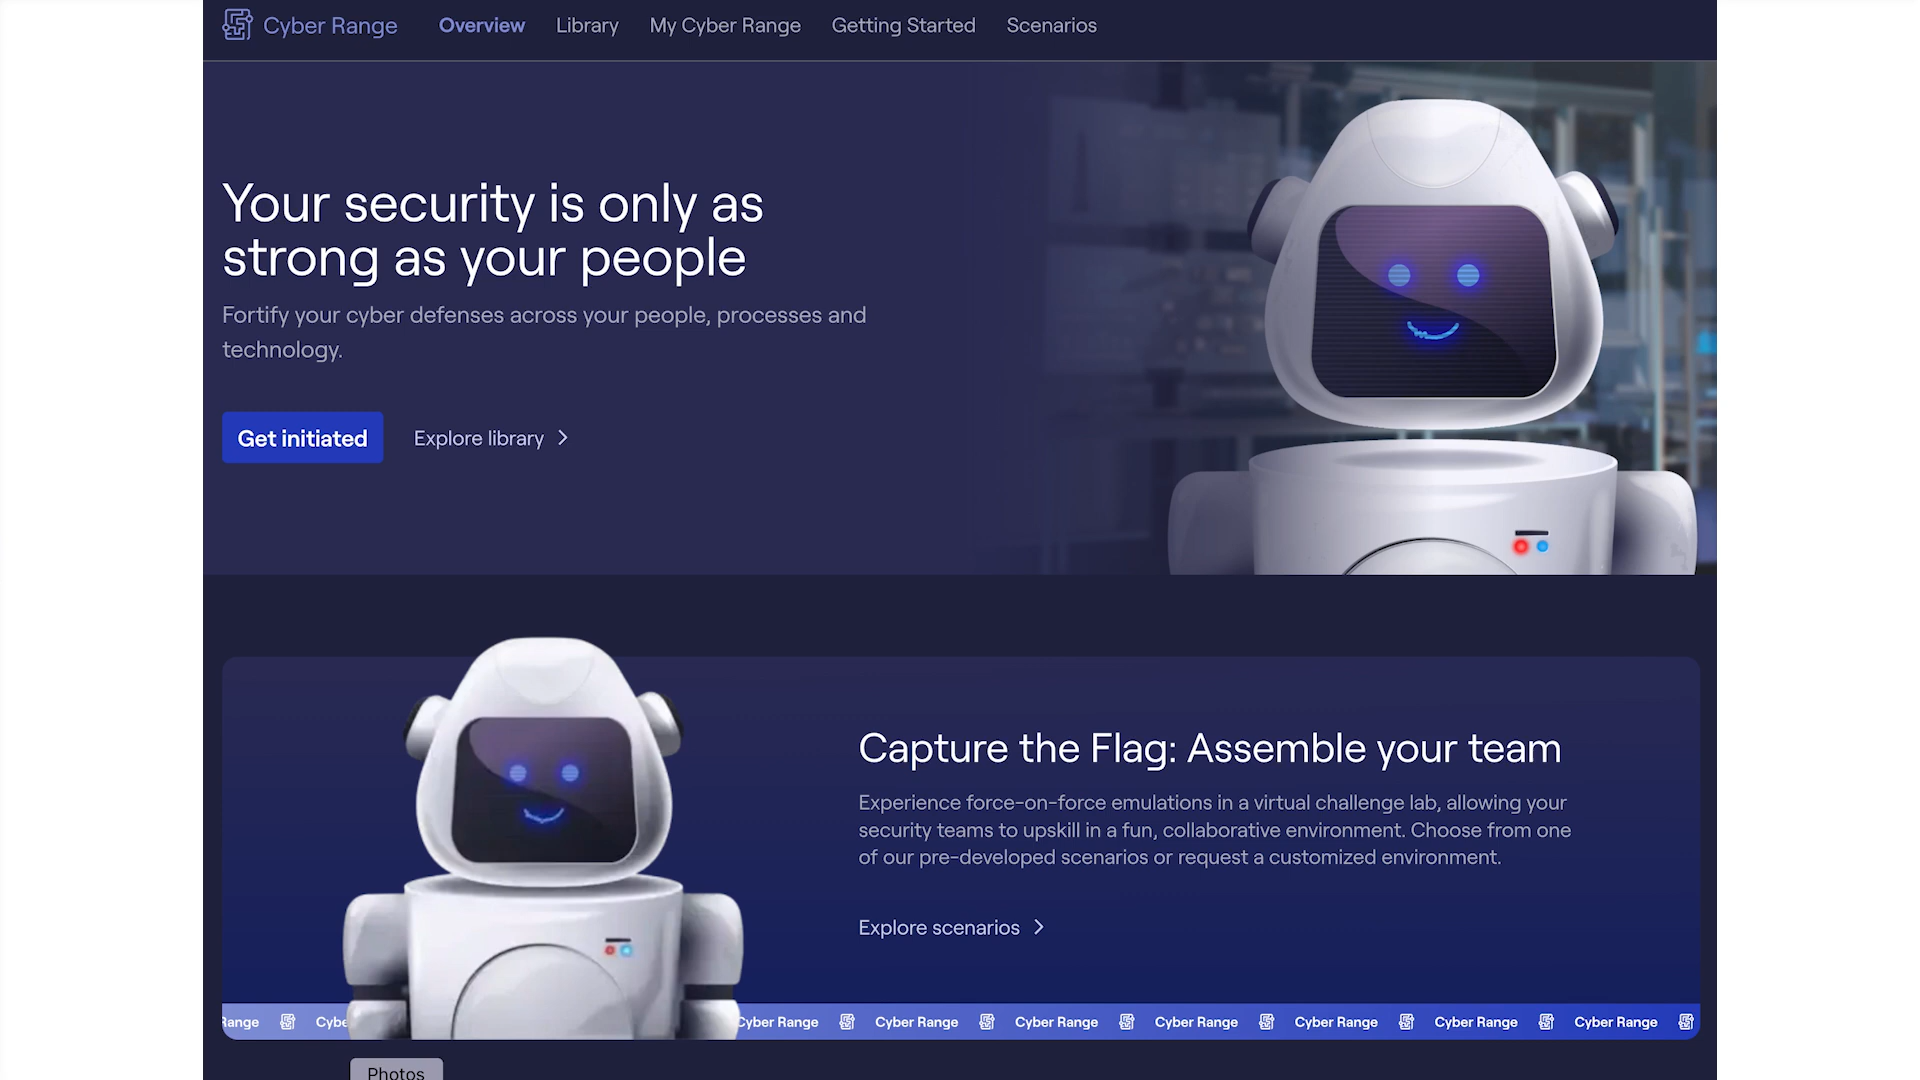 Cyber Range
Overview
Library
My Cyber Range
Getting Started
Scenarios
Your security is only as
strong as your people
Fortify your cyber defenses across your people, processes and
technology.
Get initiated
Explore library
Capture the Flag: Assemble your team
Experience force-on-force emulations in a virtual challenge lab, allowing your
security teams to upskill in a fun, collaborative environment. Choose from one
of our pre-developed scenarios or request a customized environment.
Explore scenarios
Range Cybe Cyber Range Cyber Range Cyber Range Cyber Range Cyber Range Cyber Range Cyber Range
Photos